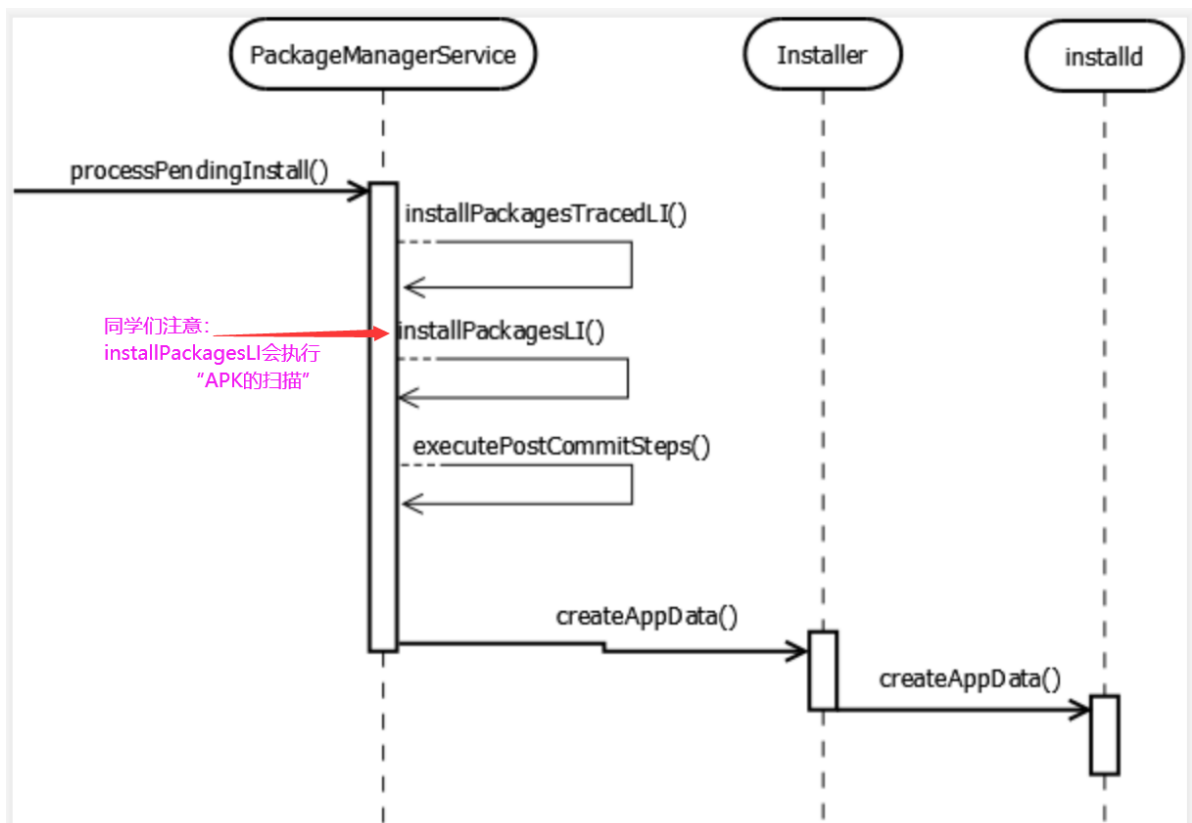 PackageManagerService
Installer
installd
processPendingInstall()
installPackagesTracedLI()
同学们注意：
installPackagesLI会执行
“APK的扫描”
installPackagesLI()
executePostCommitSteps()
createAppData()
createAppData()